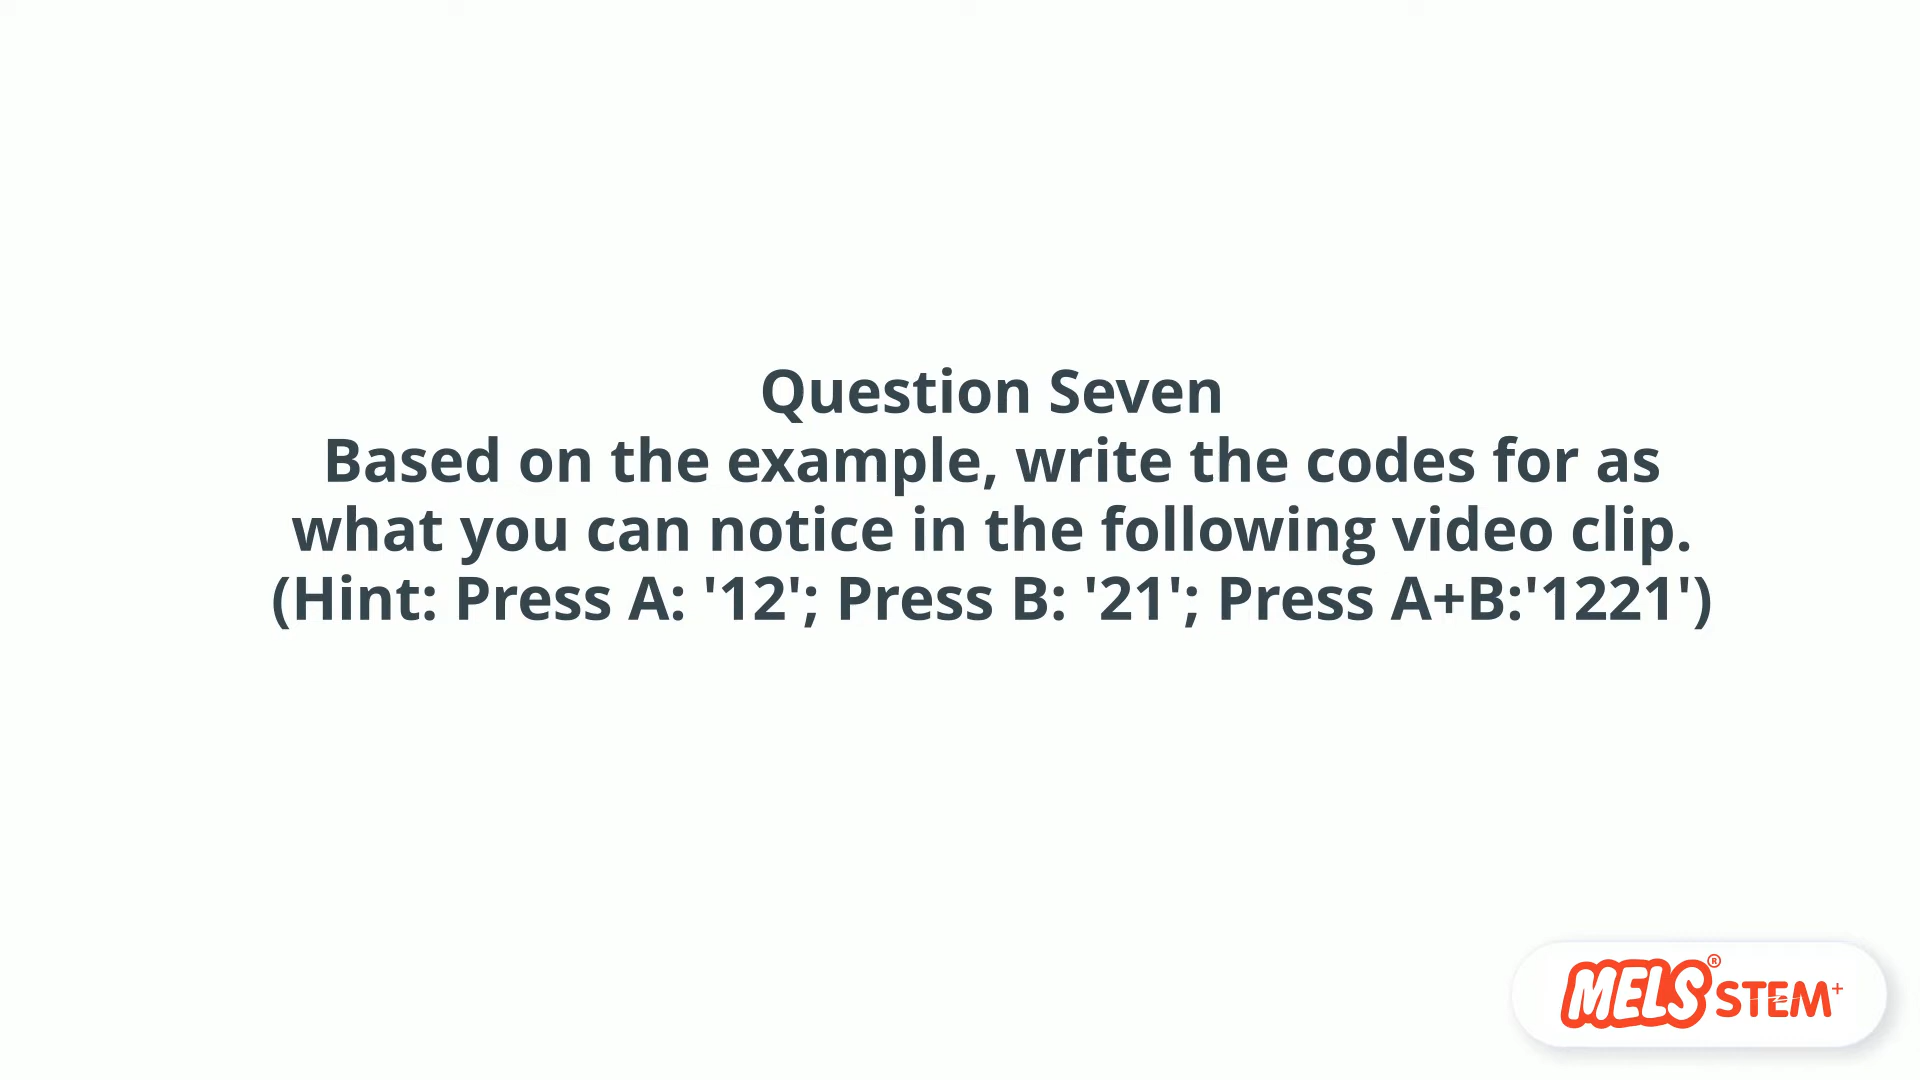 Question Seven
Based on the example, write the codes for as
what you can notice in the following video clip.
(Hint: Press A: '12'; Press B: '21'; Press A+B:'1221')
MELS® STEM+